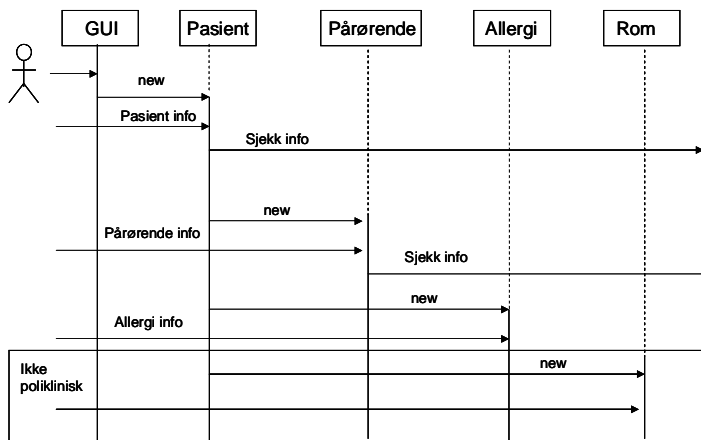 GUI
Pasient
Pårørende
Allergi
Rom
new
Pasient info
Sjekk info
new
Pårørende info
Sjekk info
new
Allergi info
Ikke
poliklinisk
new